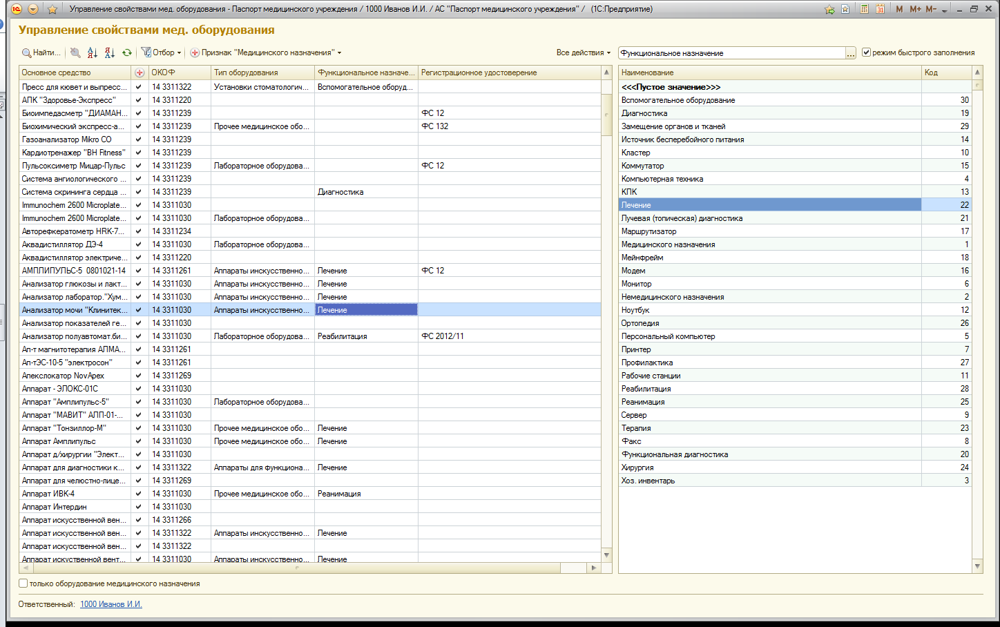 Управление свойствами мед. оборудования - Паспорт медицинского учреждения / 1000 Иванов И.И. / АС "Паспорт медицинского учреждения" / (1С:Предприятие)
M M+ M-
Управление свойствами мед. оборудования
Найти... Отбор Признак "Медицинского назначения" Все действия
Функциональное назначение ... режим быстрого заполнения
Основное средство ОКОФ Тип оборудования Функциональное назначе... Регистрационное удостоверение
Пресс для кювет и выпресс... 14 3311322 Установки стоматологич... Вспомогательное оборуд...
АПК "Здоровье-Экспресс" 14 3311220
Биоимпедасметр "ДИАМАН... 14 3311239 ФС 12
Биохимический экспресс-а... 14 3311239 Прочее медицинское обо... ФС 132
Газоанализатор Mikro CO 14 3311239
Кардиотренажер "BH Fitness" 14 3311239
Пульсоксиметр Мицар-Пульс 14 3311239 Лабораторное оборудова... ФС 12
Система ангиологического ... 14 3311239
Система скрининга сердца ... 14 3311239 Диагностика
Immunochem 2600 Microplate... 14 3311030
Immunochem 2600 Microplate... 14 3311030 Лабораторное оборудова...
Авторефкератометр HRK-7... 14 3311234
Аквадистиллятор ДЭ-4 14 3311030 Лабораторное оборудова...
Аквадистиллятор электриче... 14 3311220
АМПЛИПУЛЬС-5 0801021-14 14 3311261 Аппараты инскусственно... Лечение ФС 12
Анализатор глюкозы и лакт... 14 3311030 Аппараты инскусственно... Лечение
Анализатор лаборатор."Хум... 14 3311030 Аппараты инскусственно... Лечение
Анализатор мочи "Клинитек... 14 3311030 Аппараты инскусственно... Лечение
Анализатор показателей ге... 14 3311030
Анализатор полуавтомат.би... 14 3311030 Лабораторное оборудова... Реабилитация ФС 2012/11
Ап-т магнитотерапия АЛМА... 14 3311261
Ап-тЭС-10-5 "электросон" 14 3311261
Апекслокатор NovApex 14 3311269
Аппарат - ЭЛОКС-01С 14 3311030
Аппарат "Амплипульс-5" 14 3311030 Лабораторное оборудова...
Аппарат "МАВИТ" АЛП-01-... 14 3311030
Аппарат "Тонзиллор-М" 14 3311030 Прочее медицинское обо... Лечение
Аппарат Амплипульс 14 3311030 Прочее медицинское обо... Лечение
Аппарат д/хирургии "Элект... 14 3311030
Аппарат для диагностики к... 14 3311322 Аппараты для функциона... Лечение
Аппарат для челюстно-лице... 14 3311269
Аппарат ИВК-4 14 3311030 Прочее медицинское обо... Реанимация
Аппарат Интердин 14 3311030
Аппарат искусственной вен... 14 3311266
Аппарат искусственной вен... 14 3311322 Аппараты инскусственно... Лечение
Аппарат искусственной вен... 14 3311322
Аппарат искуственной вент... 14 3311030 Аппараты инскусственно... Лечение
Наименование Код
<<<Пустое значение>>>
Вспомогательное оборудование 30
Диагностика 19
Замещение органов и тканей 29
Источник бесперебойного питания 14
Кластер 10
Коммутатор 15
Компьютерная техника 4
КПК 13
Лечение 22
Лучевая (топическая) диагностика 21
Маршрутизатор 17
Медицинского назначения 1
Мейнфрейм 18
Модем 16
Монитор 6
Немедицинского назначения 2
Ноутбук 12
Ортопедия 26
Персональный компьютер 5
Принтер 7
Профилактика 27
Рабочие станции 11
Реабилитация 28
Реанимация 25
Сервер 9
Терапия 23
Факс 8
Функциональная диагностика 20
Хирургия 24
Хоз. инвентарь 3
только оборудование медицинского назначения
Ответственный: 1000 Иванов И.И.